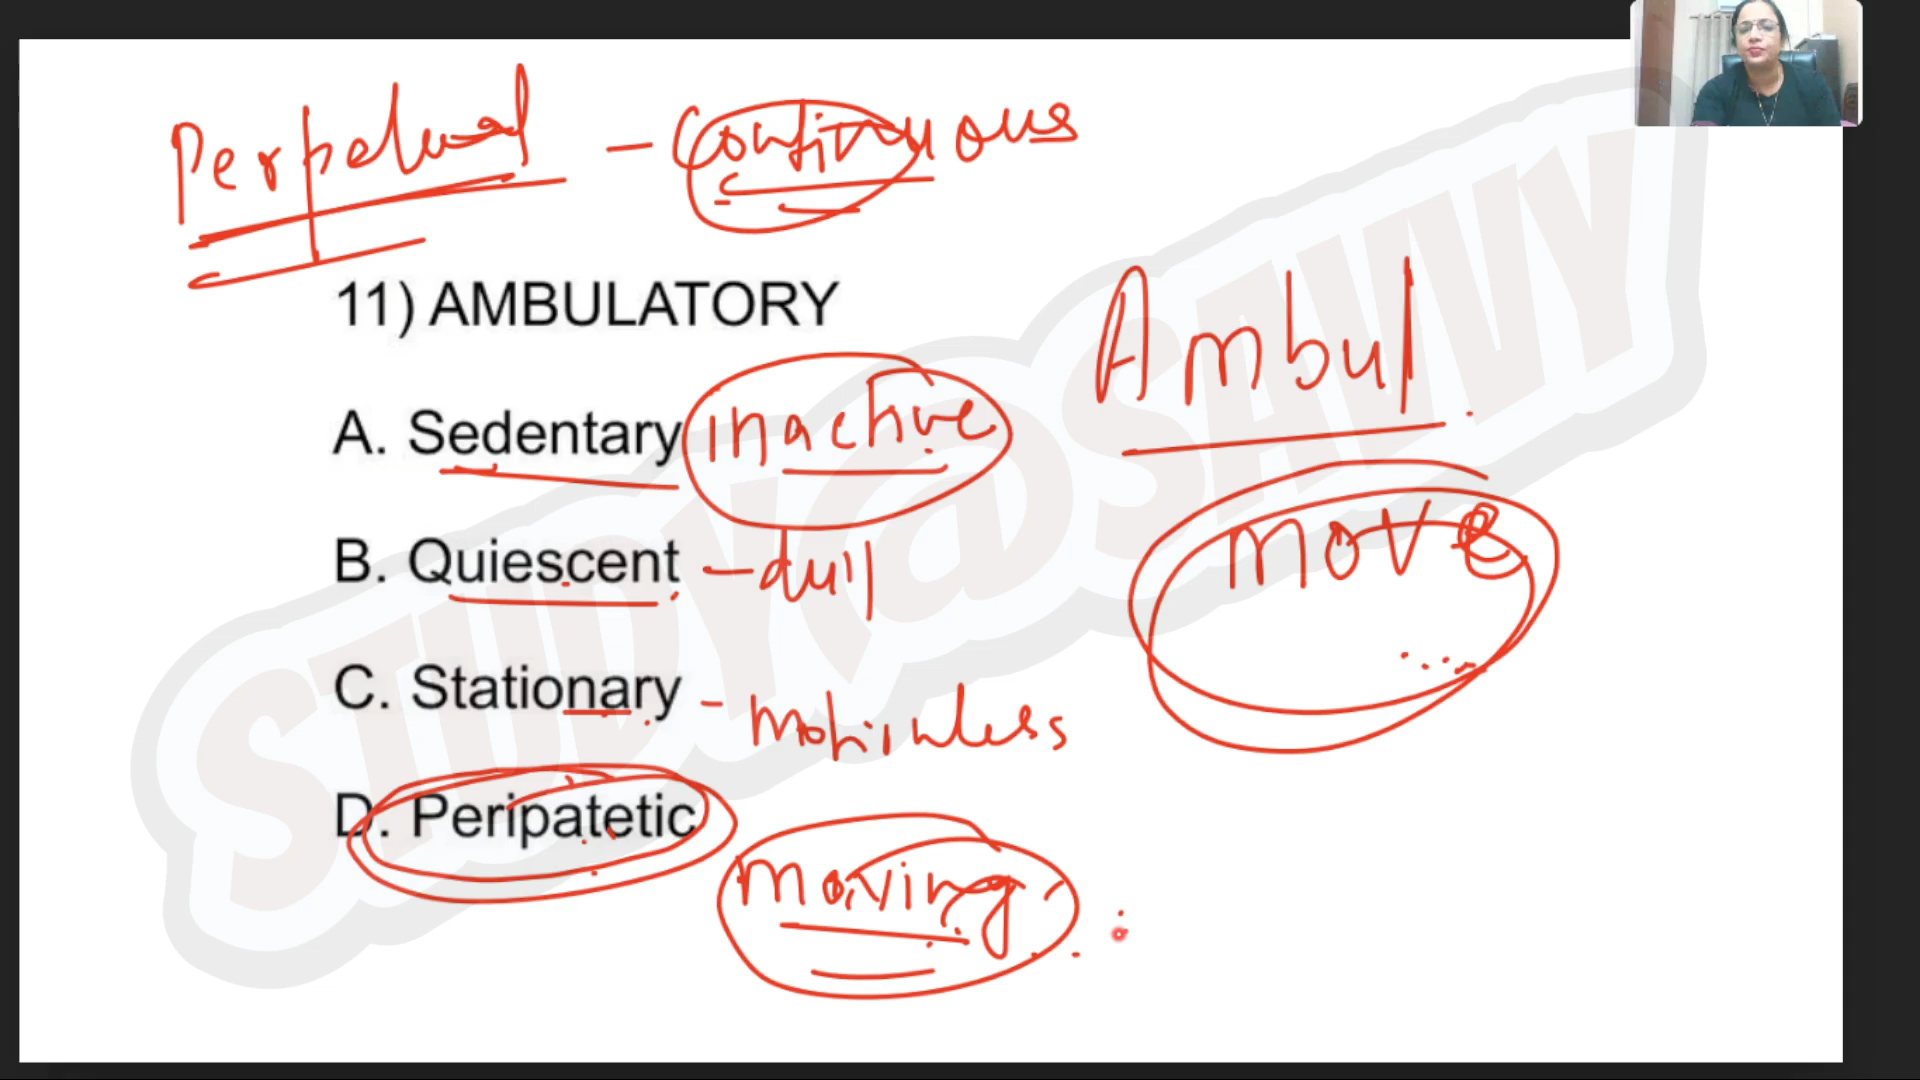 Perpetual – Continuous
11) AMBULATORY
Ambul
A. Sedentary inactive
move
B. Quiescent – dull
C. Stationary – motionless
D. Peripatetic
moving
STUDY@SAVVY